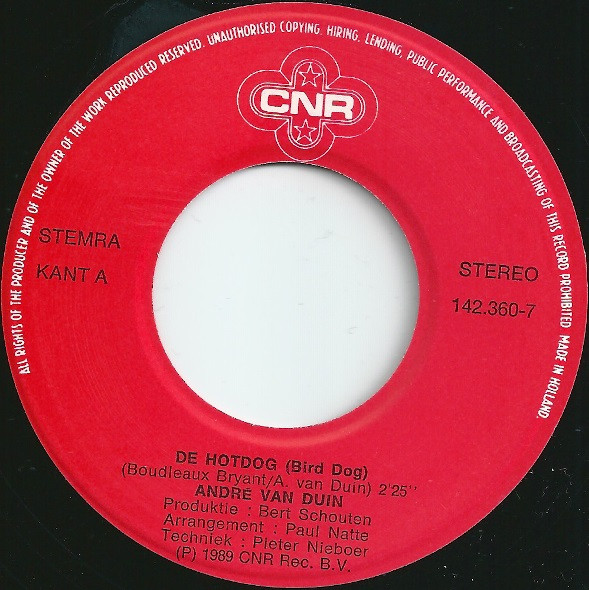 ALL RIGHTS OF THE PRODUCER AND OF THE OWNER OF THE WORK REPRODUCED RESERVED. UNAUTHORISED COPYING, HIRING, LENDING, PUBLIC PERFORMANCE AND BROADCASTING OF THIS RECORD PROHIBITED MADE IN HOLLAND.
CNR
STEMRA
KANT A
STEREO
142.360-7
DE HOTDOG (Bird Dog)
(Boudleaux Bryant/A. van Duin) 2'25''
ANDRÉ VAN DUIN
Produktie : Bert Schouten
Arrangement : Paul Natte
Techniek : Pieter Nieboer
(P) 1989 CNR Rec. B.V.